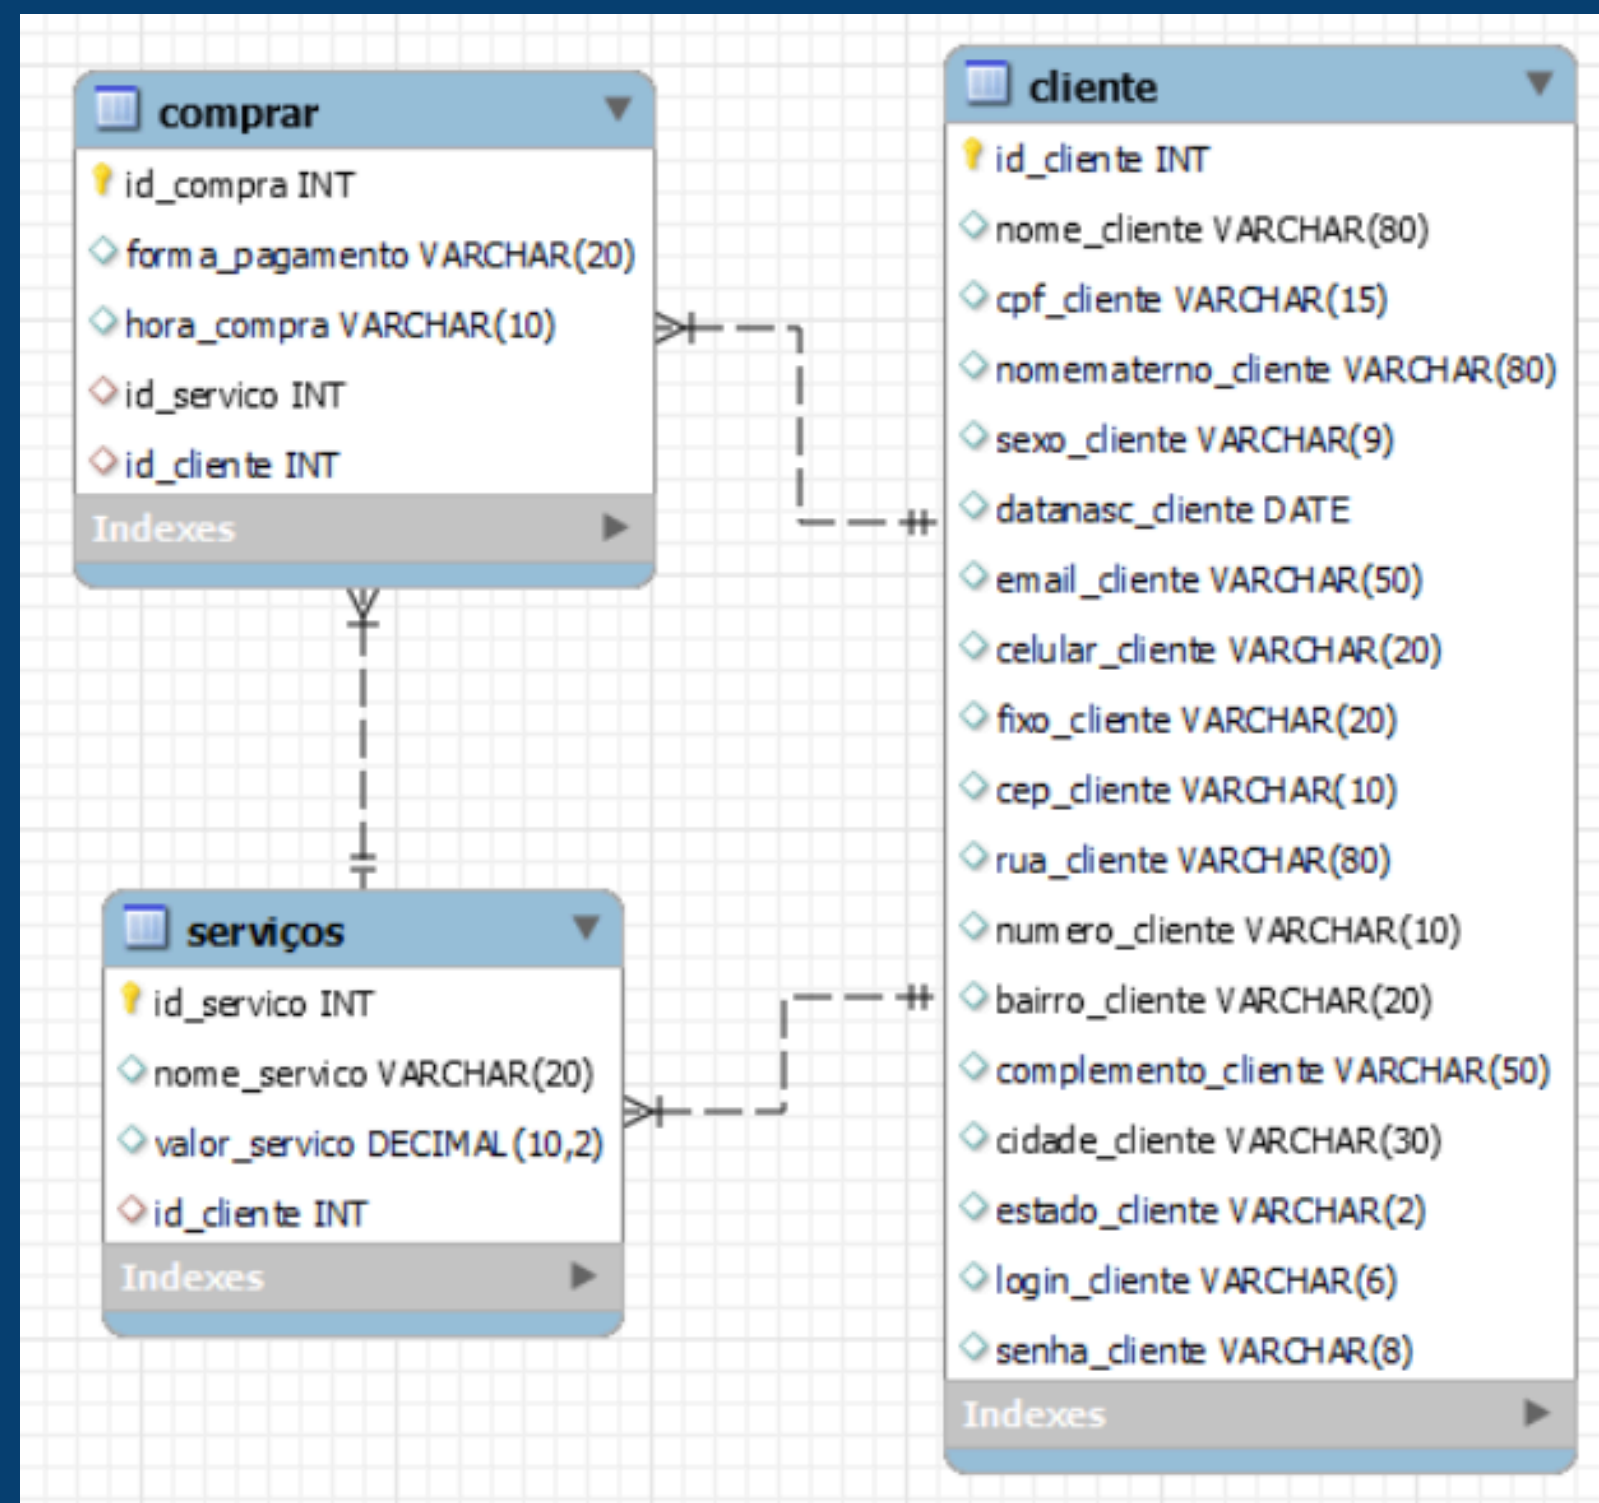 comprar
id_compra INT
forma_pagamento VARCHAR(20)
hora_compra VARCHAR(10)
id_servico INT
id_cliente INT
Indexes
serviços
id_servico INT
nome_servico VARCHAR(20)
valor_servico DECIMAL(10,2)
id_cliente INT
Indexes
cliente
id_cliente INT
nome_cliente VARCHAR(80)
cpf_cliente VARCHAR(15)
nomematerno_cliente VARCHAR(80)
sexo_cliente VARCHAR(9)
datanasc_cliente DATE
email_cliente VARCHAR(50)
celular_cliente VARCHAR(20)
fixo_cliente VARCHAR(20)
cep_cliente VARCHAR(10)
rua_cliente VARCHAR(80)
numero_cliente VARCHAR(10)
bairro_cliente VARCHAR(20)
complemento_cliente VARCHAR(50)
cidade_cliente VARCHAR(30)
estado_cliente VARCHAR(2)
login_cliente VARCHAR(6)
senha_cliente VARCHAR(8)
Indexes